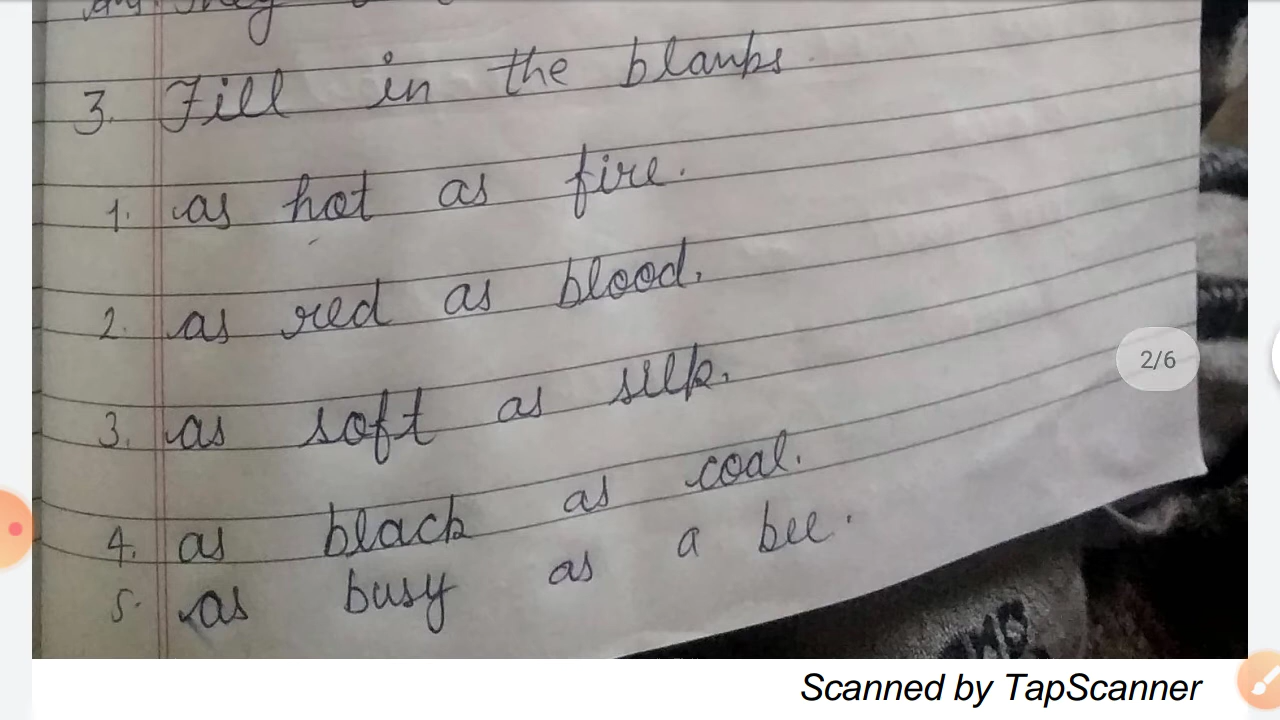 3. Fill in the blanks.
1. as hot as fire.
2. as red as blood.
3. as soft as silk.
2/6
4. as black as coal.
5. as busy as a bee.
Scanned by TapScanner